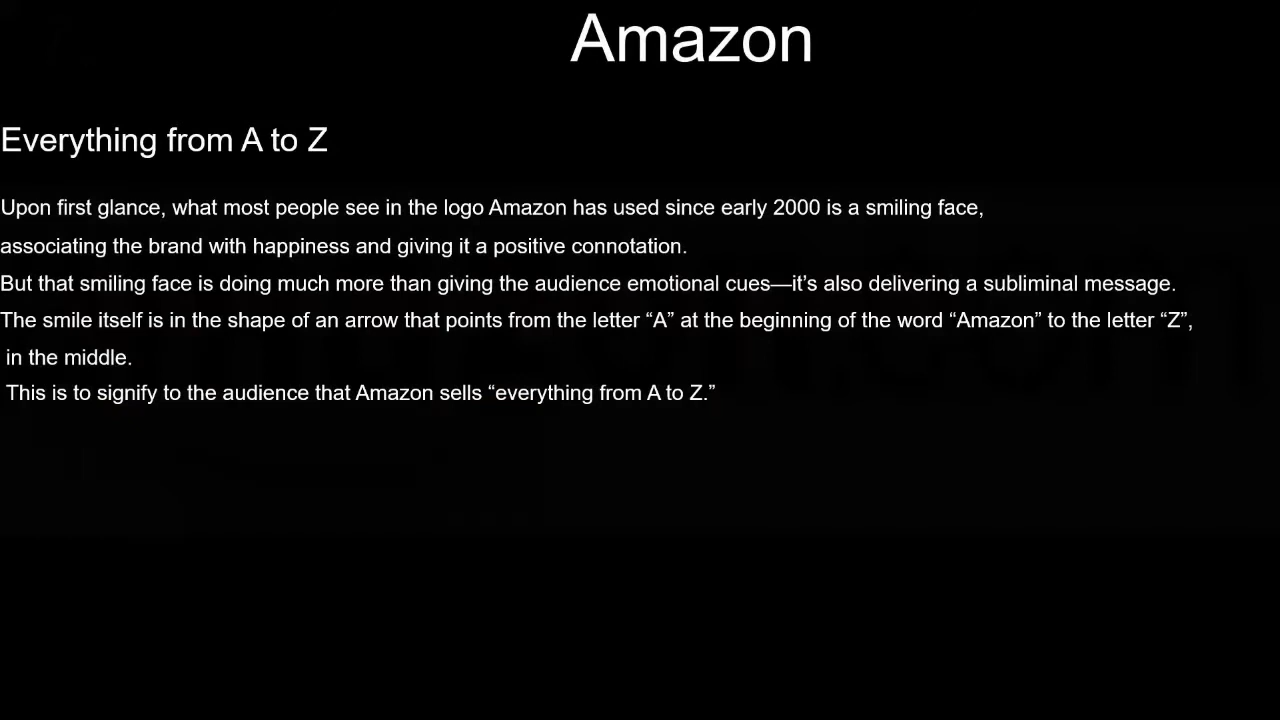 Amazon
Everything from A to Z
Upon first glance, what most people see in the logo Amazon has used since early 2000 is a smiling face,
associating the brand with happiness and giving it a positive connotation.
But that smiling face is doing much more than giving the audience emotional cues—it’s also delivering a subliminal message.
The smile itself is in the shape of an arrow that points from the letter “A” at the beginning of the word “Amazon” to the letter “Z”,
in the middle.
This is to signify to the audience that Amazon sells “everything from A to Z.”